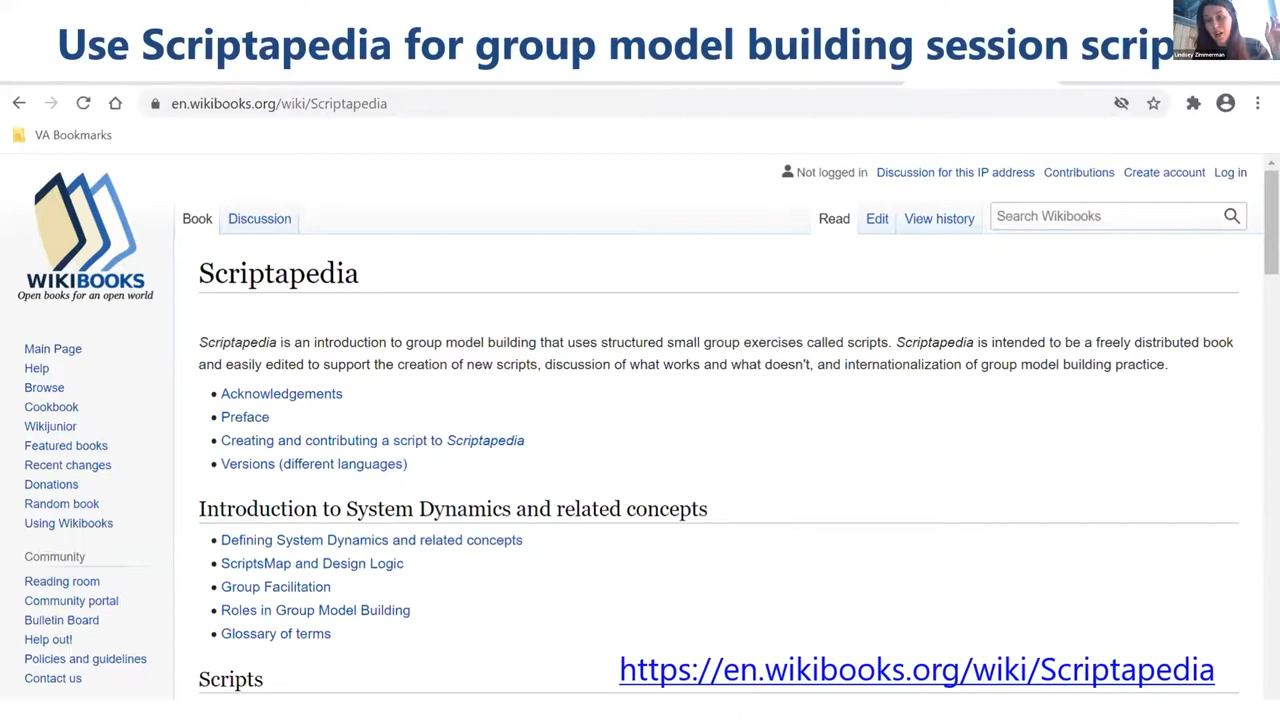 Use Scriptapedia for group model building session scrip
Lindsey Zimmerman
en.wikibooks.org/wiki/Scriptapedia
VA Bookmarks
Not logged in Discussion for this IP address Contributions Create account Log in
Book Discussion Read Edit View history Search Wikibooks
WIKIBOOKS
Open books for an open world
Scriptapedia
Scriptapedia is an introduction to group model building that uses structured small group exercises called scripts. Scriptapedia is intended to be a freely distributed book
and easily edited to support the creation of new scripts, discussion of what works and what doesn't, and internationalization of group model building practice.
• Acknowledgements
• Preface
• Creating and contributing a script to Scriptapedia
• Versions (different languages)
Introduction to System Dynamics and related concepts
• Defining System Dynamics and related concepts
• ScriptsMap and Design Logic
• Group Facilitation
• Roles in Group Model Building
• Glossary of terms
Scripts
Main Page
Help
Browse
Cookbook
Wikijunior
Featured books
Recent changes
Donations
Random book
Using Wikibooks
Community
Reading room
Community portal
Bulletin Board
Help out!
Policies and guidelines
Contact us
https://en.wikibooks.org/wiki/Scriptapedia